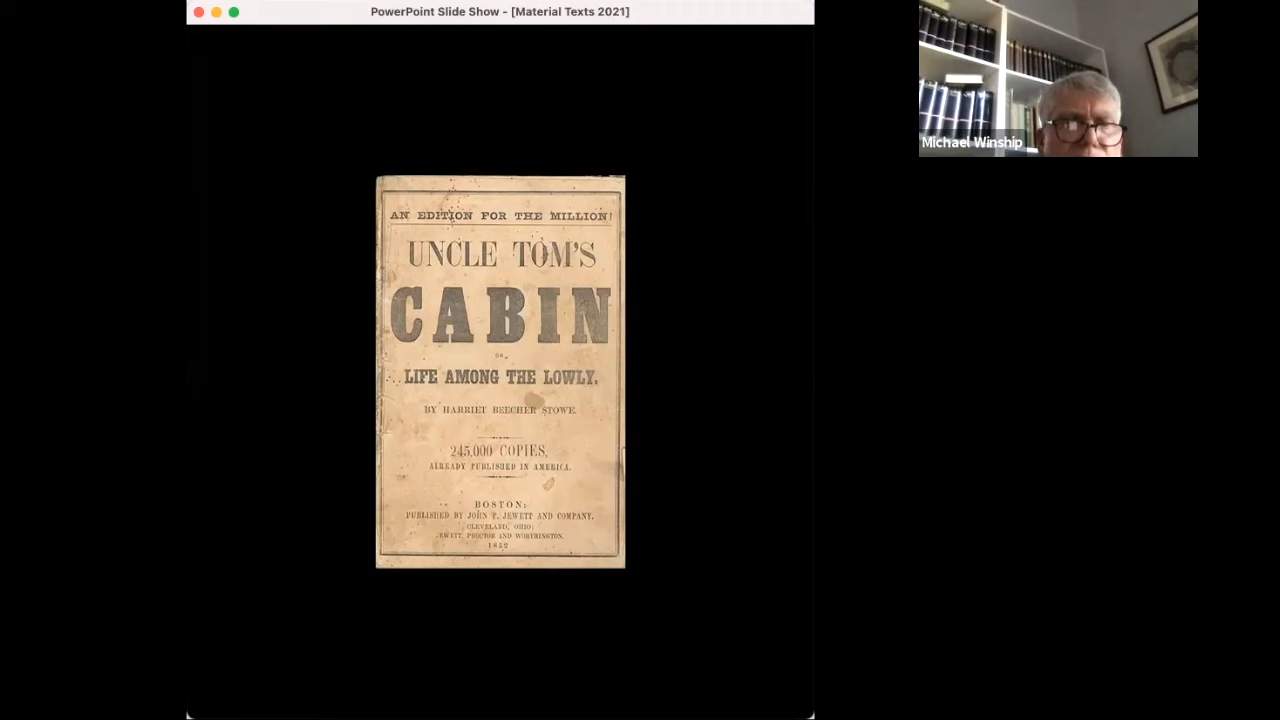 PowerPoint Slide Show - [Material Texts 2021]
Michael Winship
AN EDITION FOR THE MILLION!
UNCLE TOM'S
CABIN
OR,
LIFE AMONG THE LOWLY.
BY HARRIET BEECHER STOWE.
245,000 COPIES,
ALREADY PUBLISHED IN AMERICA.
BOSTON:
PUBLISHED BY JOHN P. JEWETT AND COMPANY.
CLEVELAND, OHIO:
JEWETT, PROCTOR AND WORTHINGTON.
1852